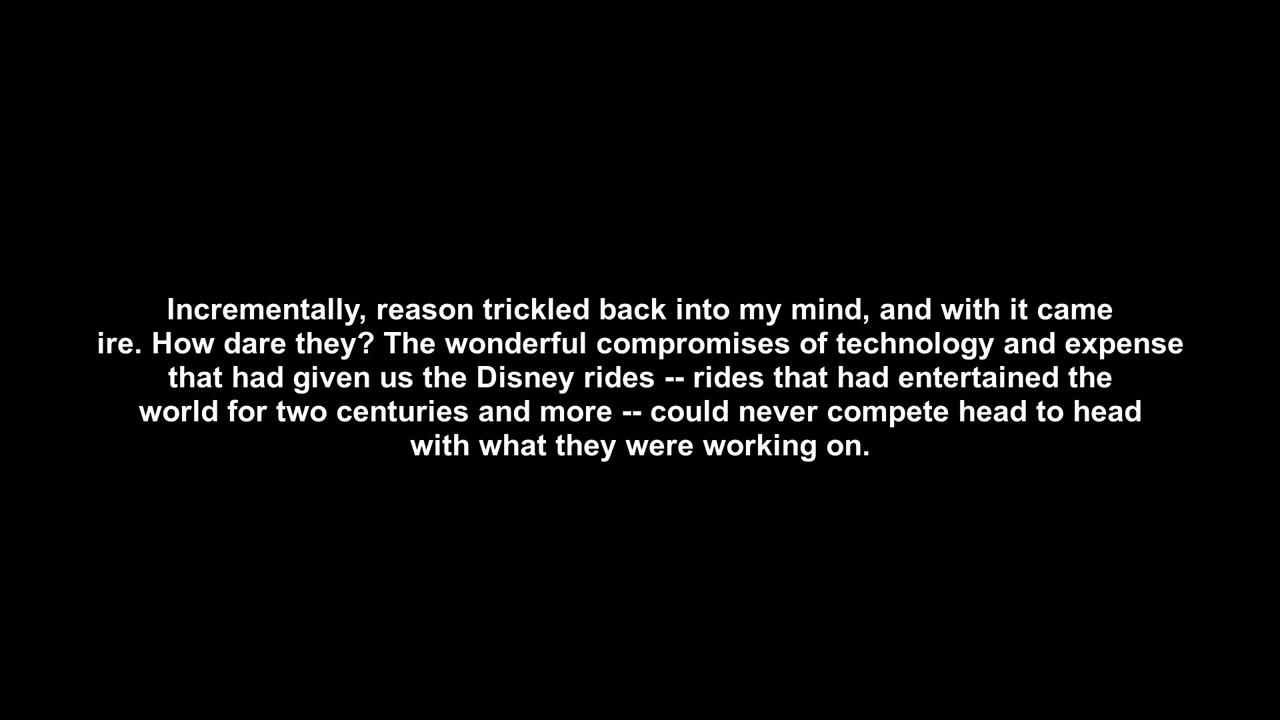 Incrementally, reason trickled back into my mind, and with it came
ire. How dare they? The wonderful compromises of technology and expense
that had given us the Disney rides -- rides that had entertained the
world for two centuries and more -- could never compete head to head
with what they were working on.